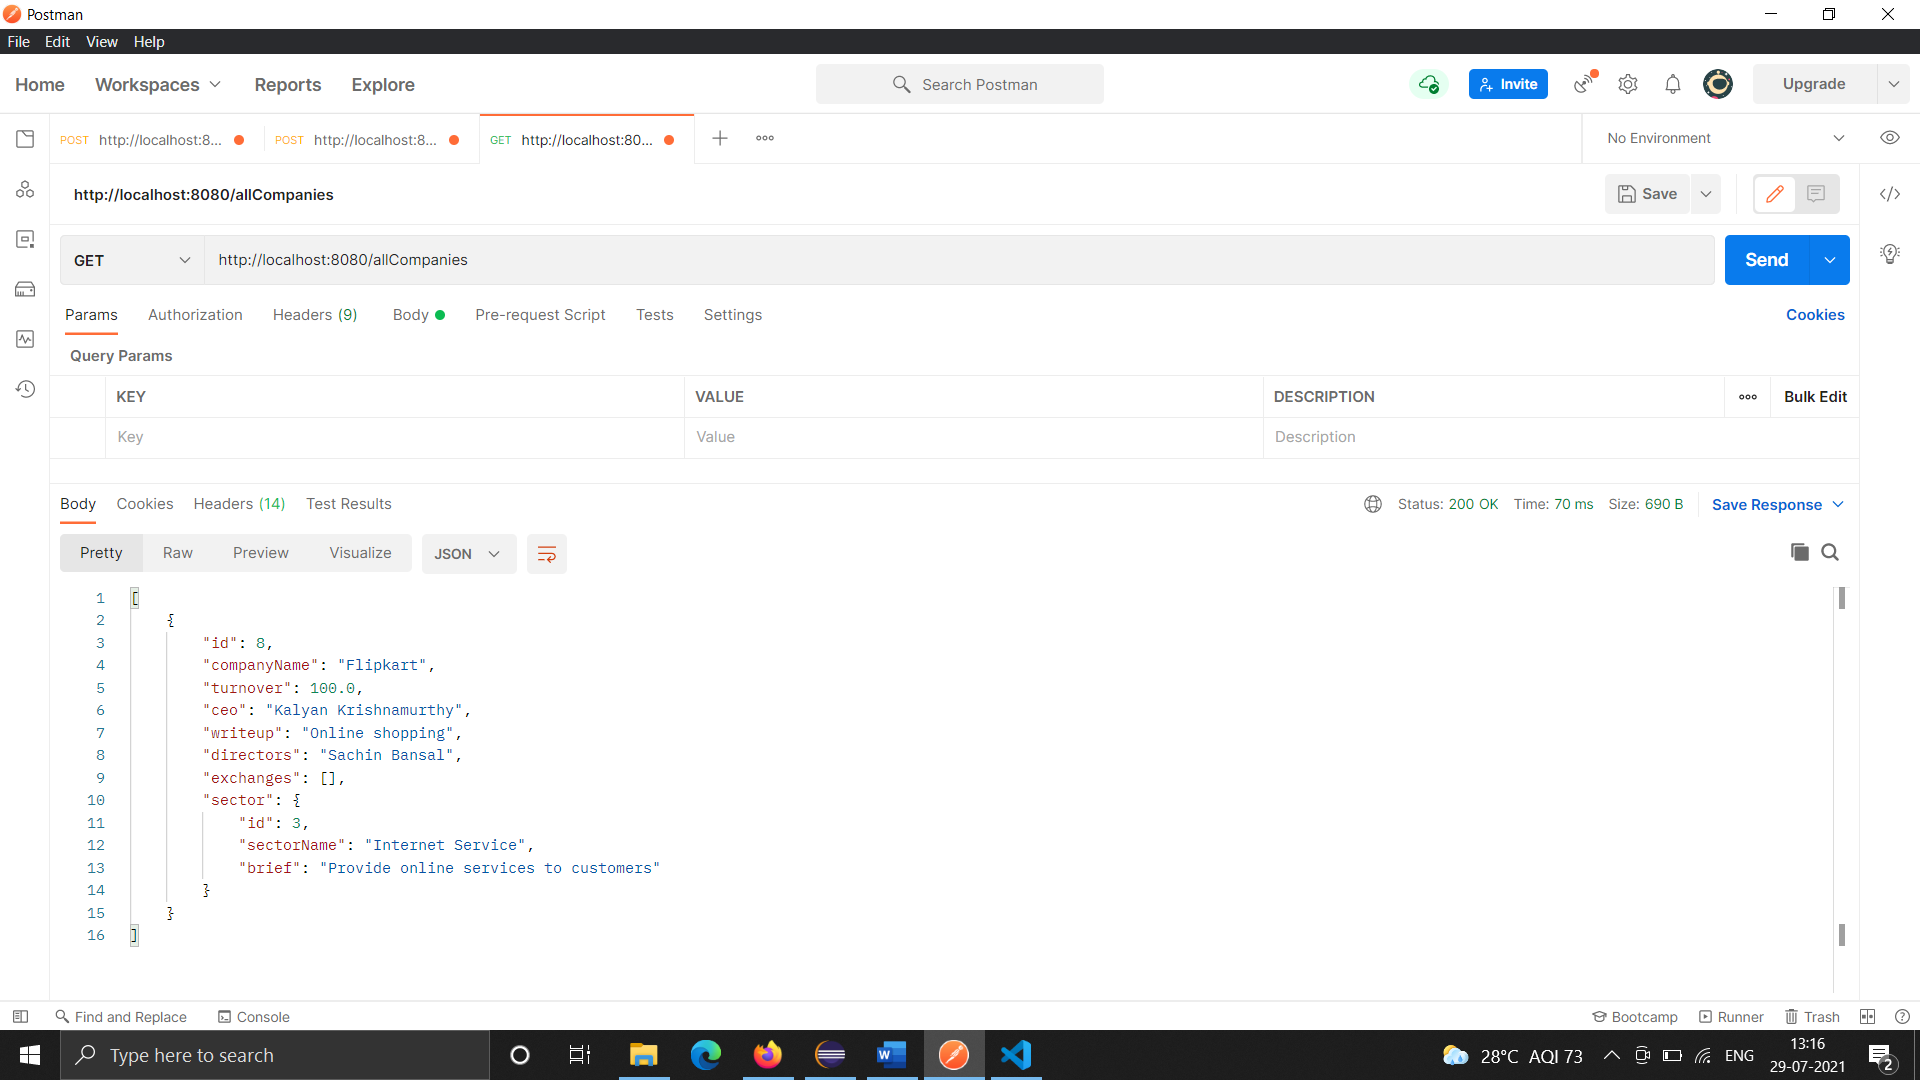 Postman
File Edit View Help
Home Workspaces Reports Explore Search Postman Invite Upgrade
POST http://localhost:8... POST http://localhost:8... GET http://localhost:80... No Environment
http://localhost:8080/allCompanies Save
GET http://localhost:8080/allCompanies Send
Params Authorization Headers (9) Body Pre-request Script Tests Settings Cookies
Query Params
KEY VALUE DESCRIPTION Bulk Edit
Key Value Description
Body Cookies Headers (14) Test Results Status: 200 OK Time: 70 ms Size: 690 B Save Response
Pretty Raw Preview Visualize JSON
1 [
2 {
3 "id": 8,
4 "companyName": "Flipkart",
5 "turnover": 100.0,
6 "ceo": "Kalyan Krishnamurthy",
7 "writeup": "Online shopping",
8 "directors": "Sachin Bansal",
9 "exchanges": [],
10 "sector": {
11 "id": 3,
12 "sectorName": "Internet Service",
13 "brief": "Provide online services to customers"
14 }
15 }
16 ]
Find and Replace Console Bootcamp Runner Trash
Type here to search 28°C AQI 73 ENG 13:16
29-07-2021 2